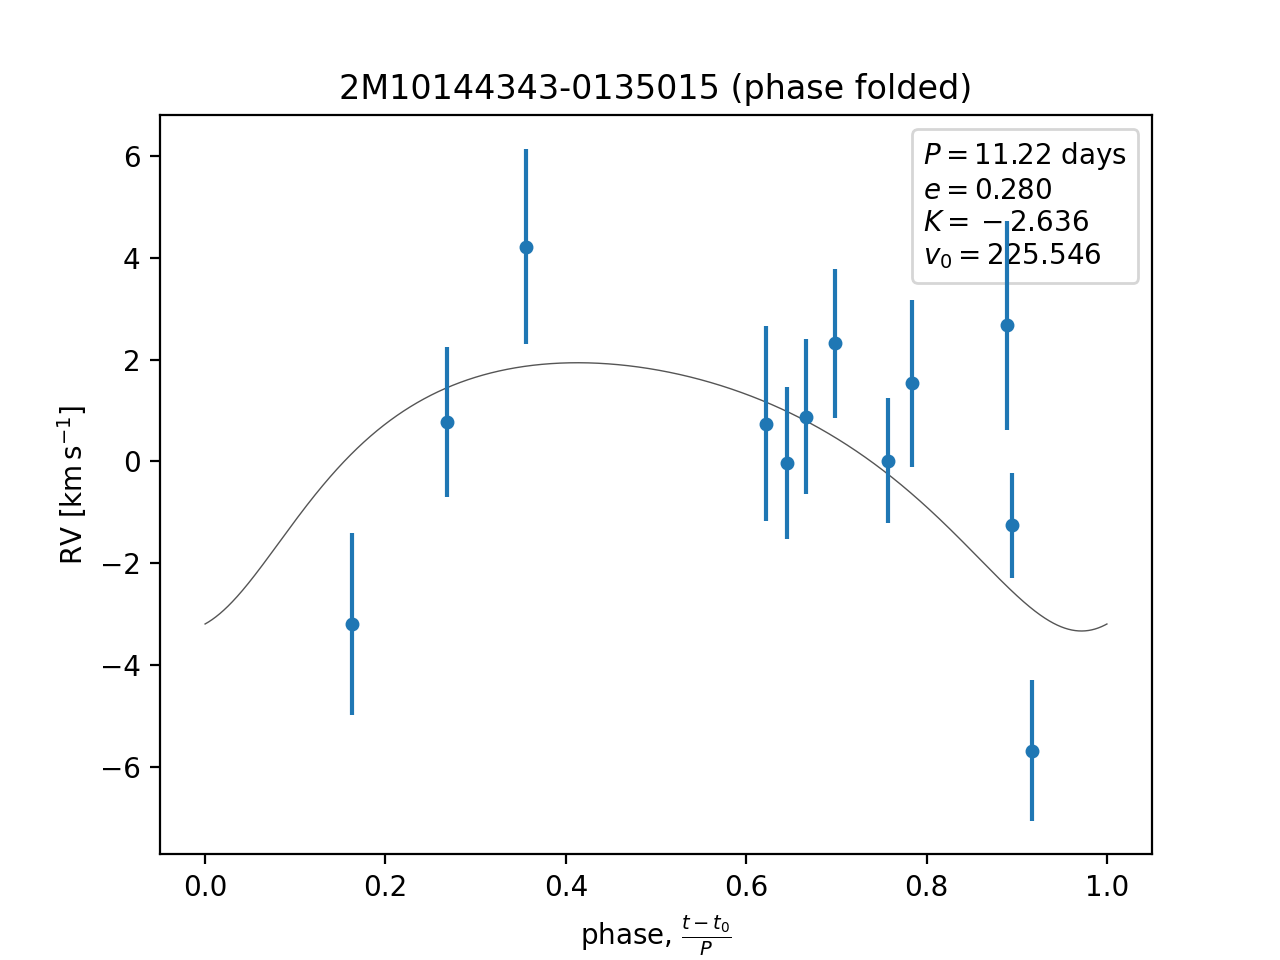 2M10144343-0135015 (phase folded)
P = 11.22 days
e = 0.280
K = −2.636
v₀ = 225.546
RV [km s⁻¹]
6
4
2
0
−2
−4
−6
0.0 0.2 0.4 0.6 0.8 1.0
phase, (t − t₀)/P